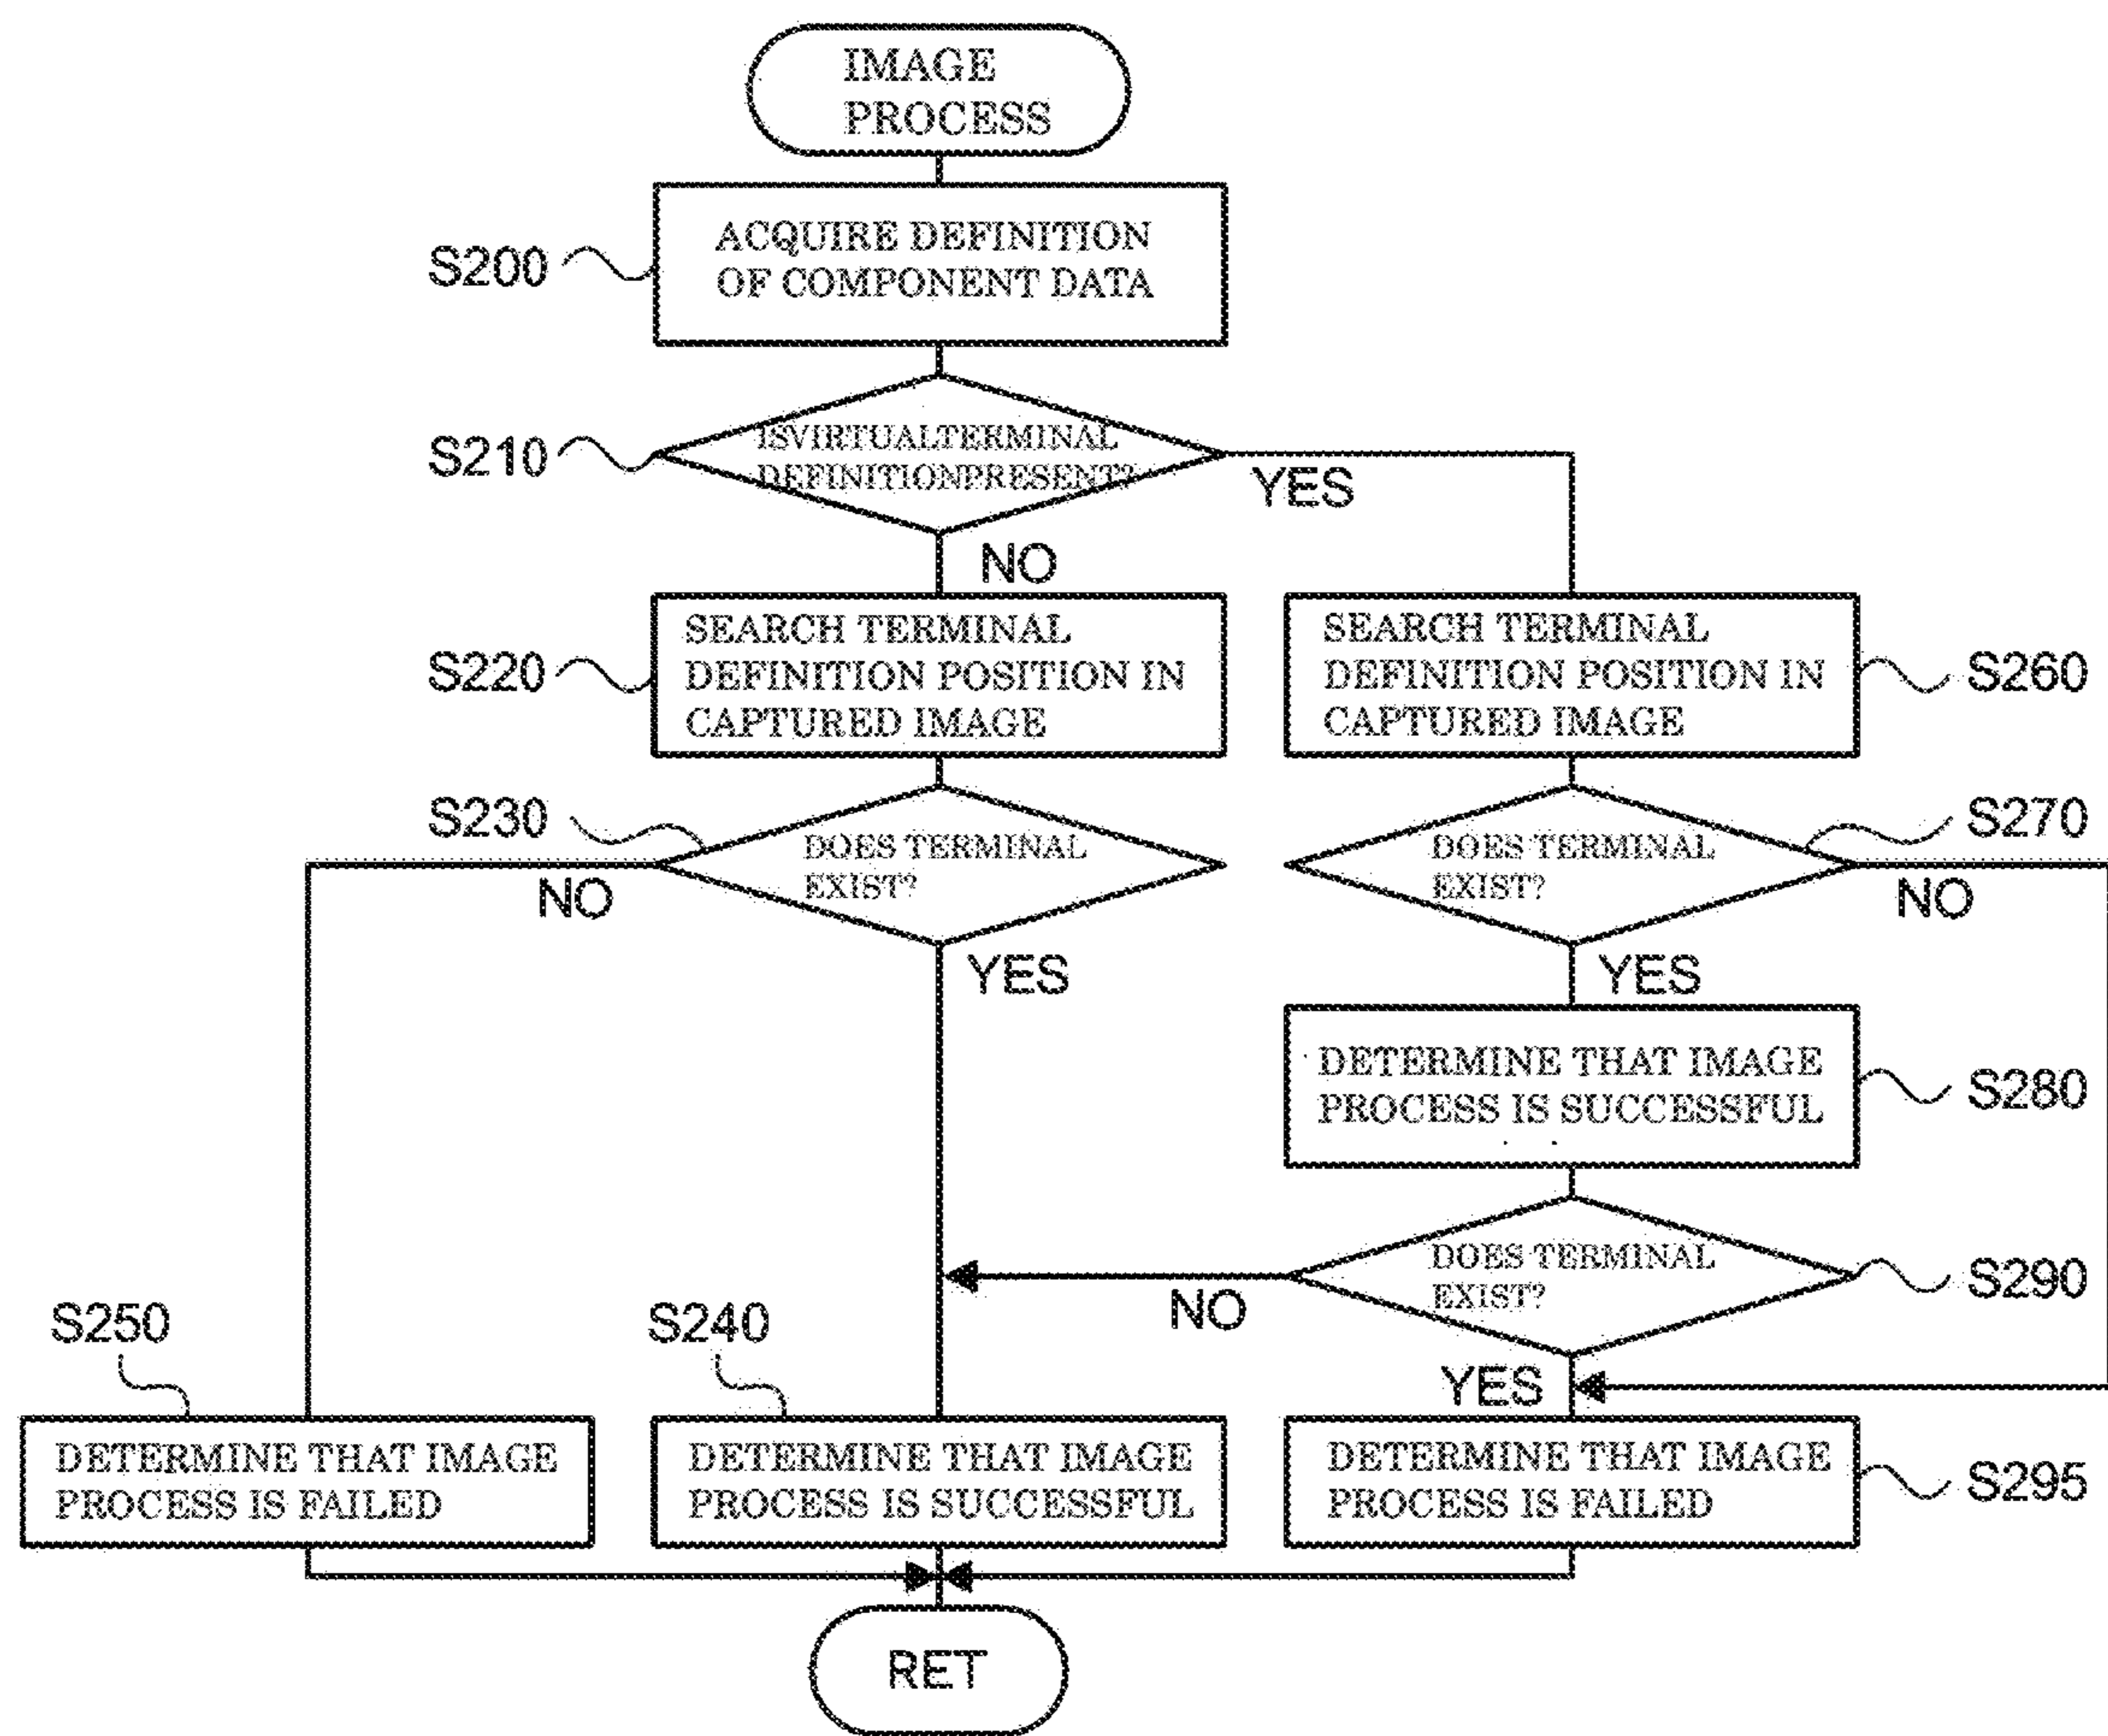 IMAGE
PROCESS
S200
ACQUIRE DEFINITION
OF COMPONENT DATA
S210
ISVIRTUALTERMINAL
DEFINITIONPRESENT?
YES
NO
S220
SEARCH TERMINAL
DEFINITION POSITION IN
CAPTURED IMAGE
SEARCH TERMINAL
DEFINITION POSITION IN
CAPTURED IMAGE
S260
S230
DOES TERMINAL
EXIST?
NO
YES
DOES TERMINAL
EXIST?
S270
NO
YES
DETERMINE THAT IMAGE
PROCESS IS SUCCESSFUL
S280
DOES TERMINAL
EXIST?
S290
NO
YES
S250
DETERMINE THAT IMAGE
PROCESS IS FAILED
S240
DETERMINE THAT IMAGE
PROCESS IS SUCCESSFUL
DETERMINE THAT IMAGE
PROCESS IS FAILED
S295
RET